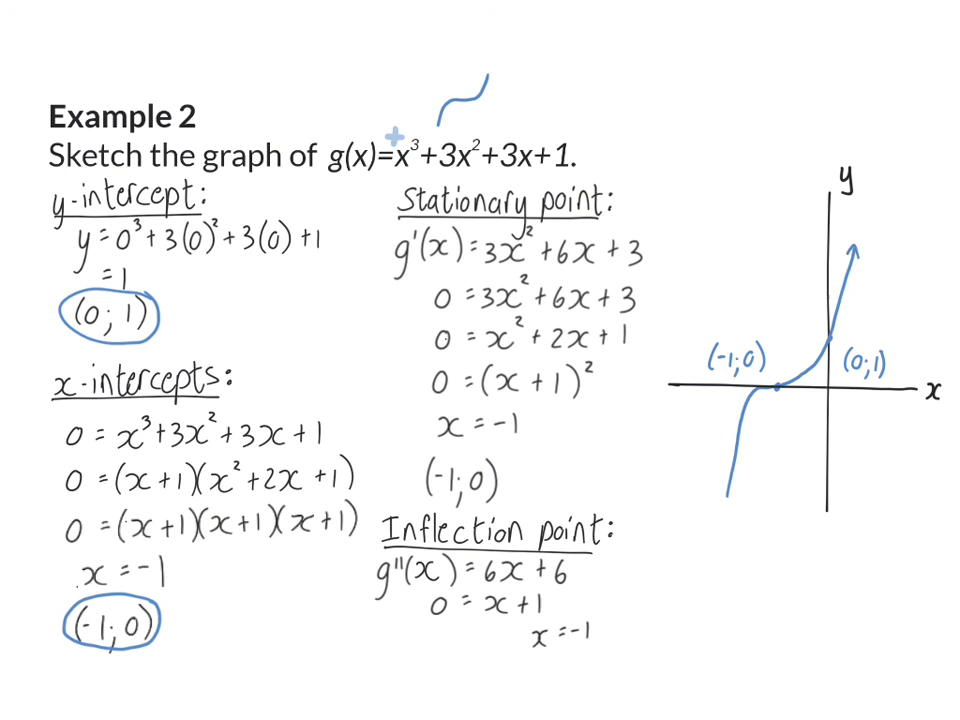 Example 2
Sketch the graph of g(x)=x³+3x²+3x+1.
+
y-intercept:
y = 0³ + 3(0)² + 3(0) + 1
= 1
(0; 1)
x-intercepts:
0 = x³+3x²+3x+1
0 = (x+1)(x²+2x+1)
0 = (x+1)(x+1)(x+1)
x = -1
(-1; 0)
Stationary point:
g'(x) = 3x² + 6x + 3
0 = 3x² + 6x + 3
0 = x² + 2x + 1
0 = (x + 1)²
x = -1
(-1; 0)
Inflection point:
g''(x) = 6x + 6
0 = x + 1
x = -1
y
(-1; 0)
(0; 1)
x